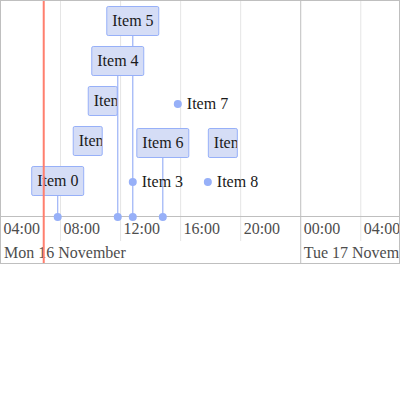 Item 5
Item 4
Iten
Item 7
Iten
Item 6
Iten
Item 0
Item 3
Item 8
04:00 08:00 12:00 16:00 20:00 00:00 04:00
Mon 16 November Tue 17 Novem